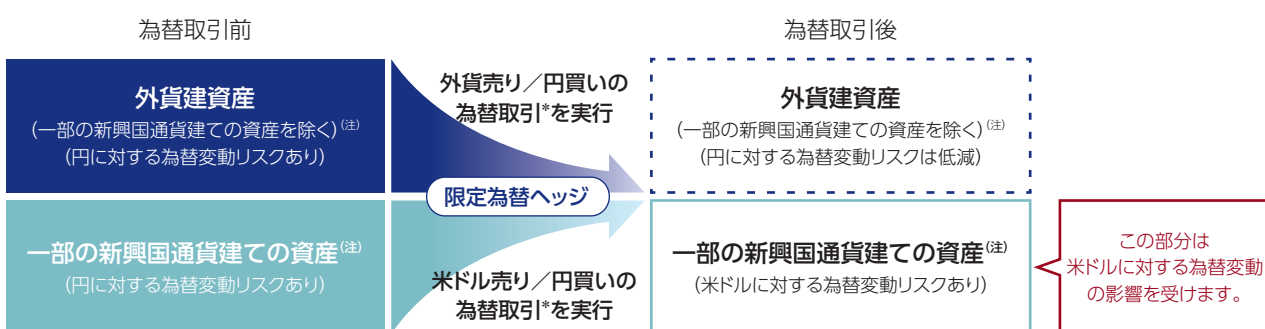 為替取引前
外貨建資産
(一部の新興国通貨建ての資産を除く)(注)
(円に対する為替変動リスクあり)
一部の新興国通貨建ての資産(注)
(円に対する為替変動リスクあり)
外貨売り／円買いの
為替取引*を実行
限定為替ヘッジ
米ドル売り／円買いの
為替取引*を実行
為替取引後
外貨建資産
(一部の新興国通貨建ての資産を除く)(注)
(円に対する為替変動リスクは低減)
一部の新興国通貨建ての資産(注)
(米ドルに対する為替変動リスクあり)
この部分は
米ドルに対する為替変動
の影響を受けます。